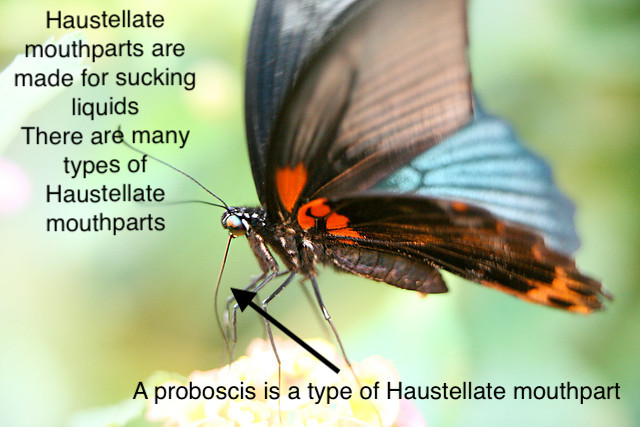 Haustellate
mouthparts are
made for sucking
liquids
There are many
types of
Haustellate
mouthparts
A proboscis is a type of Haustellate mouthpart